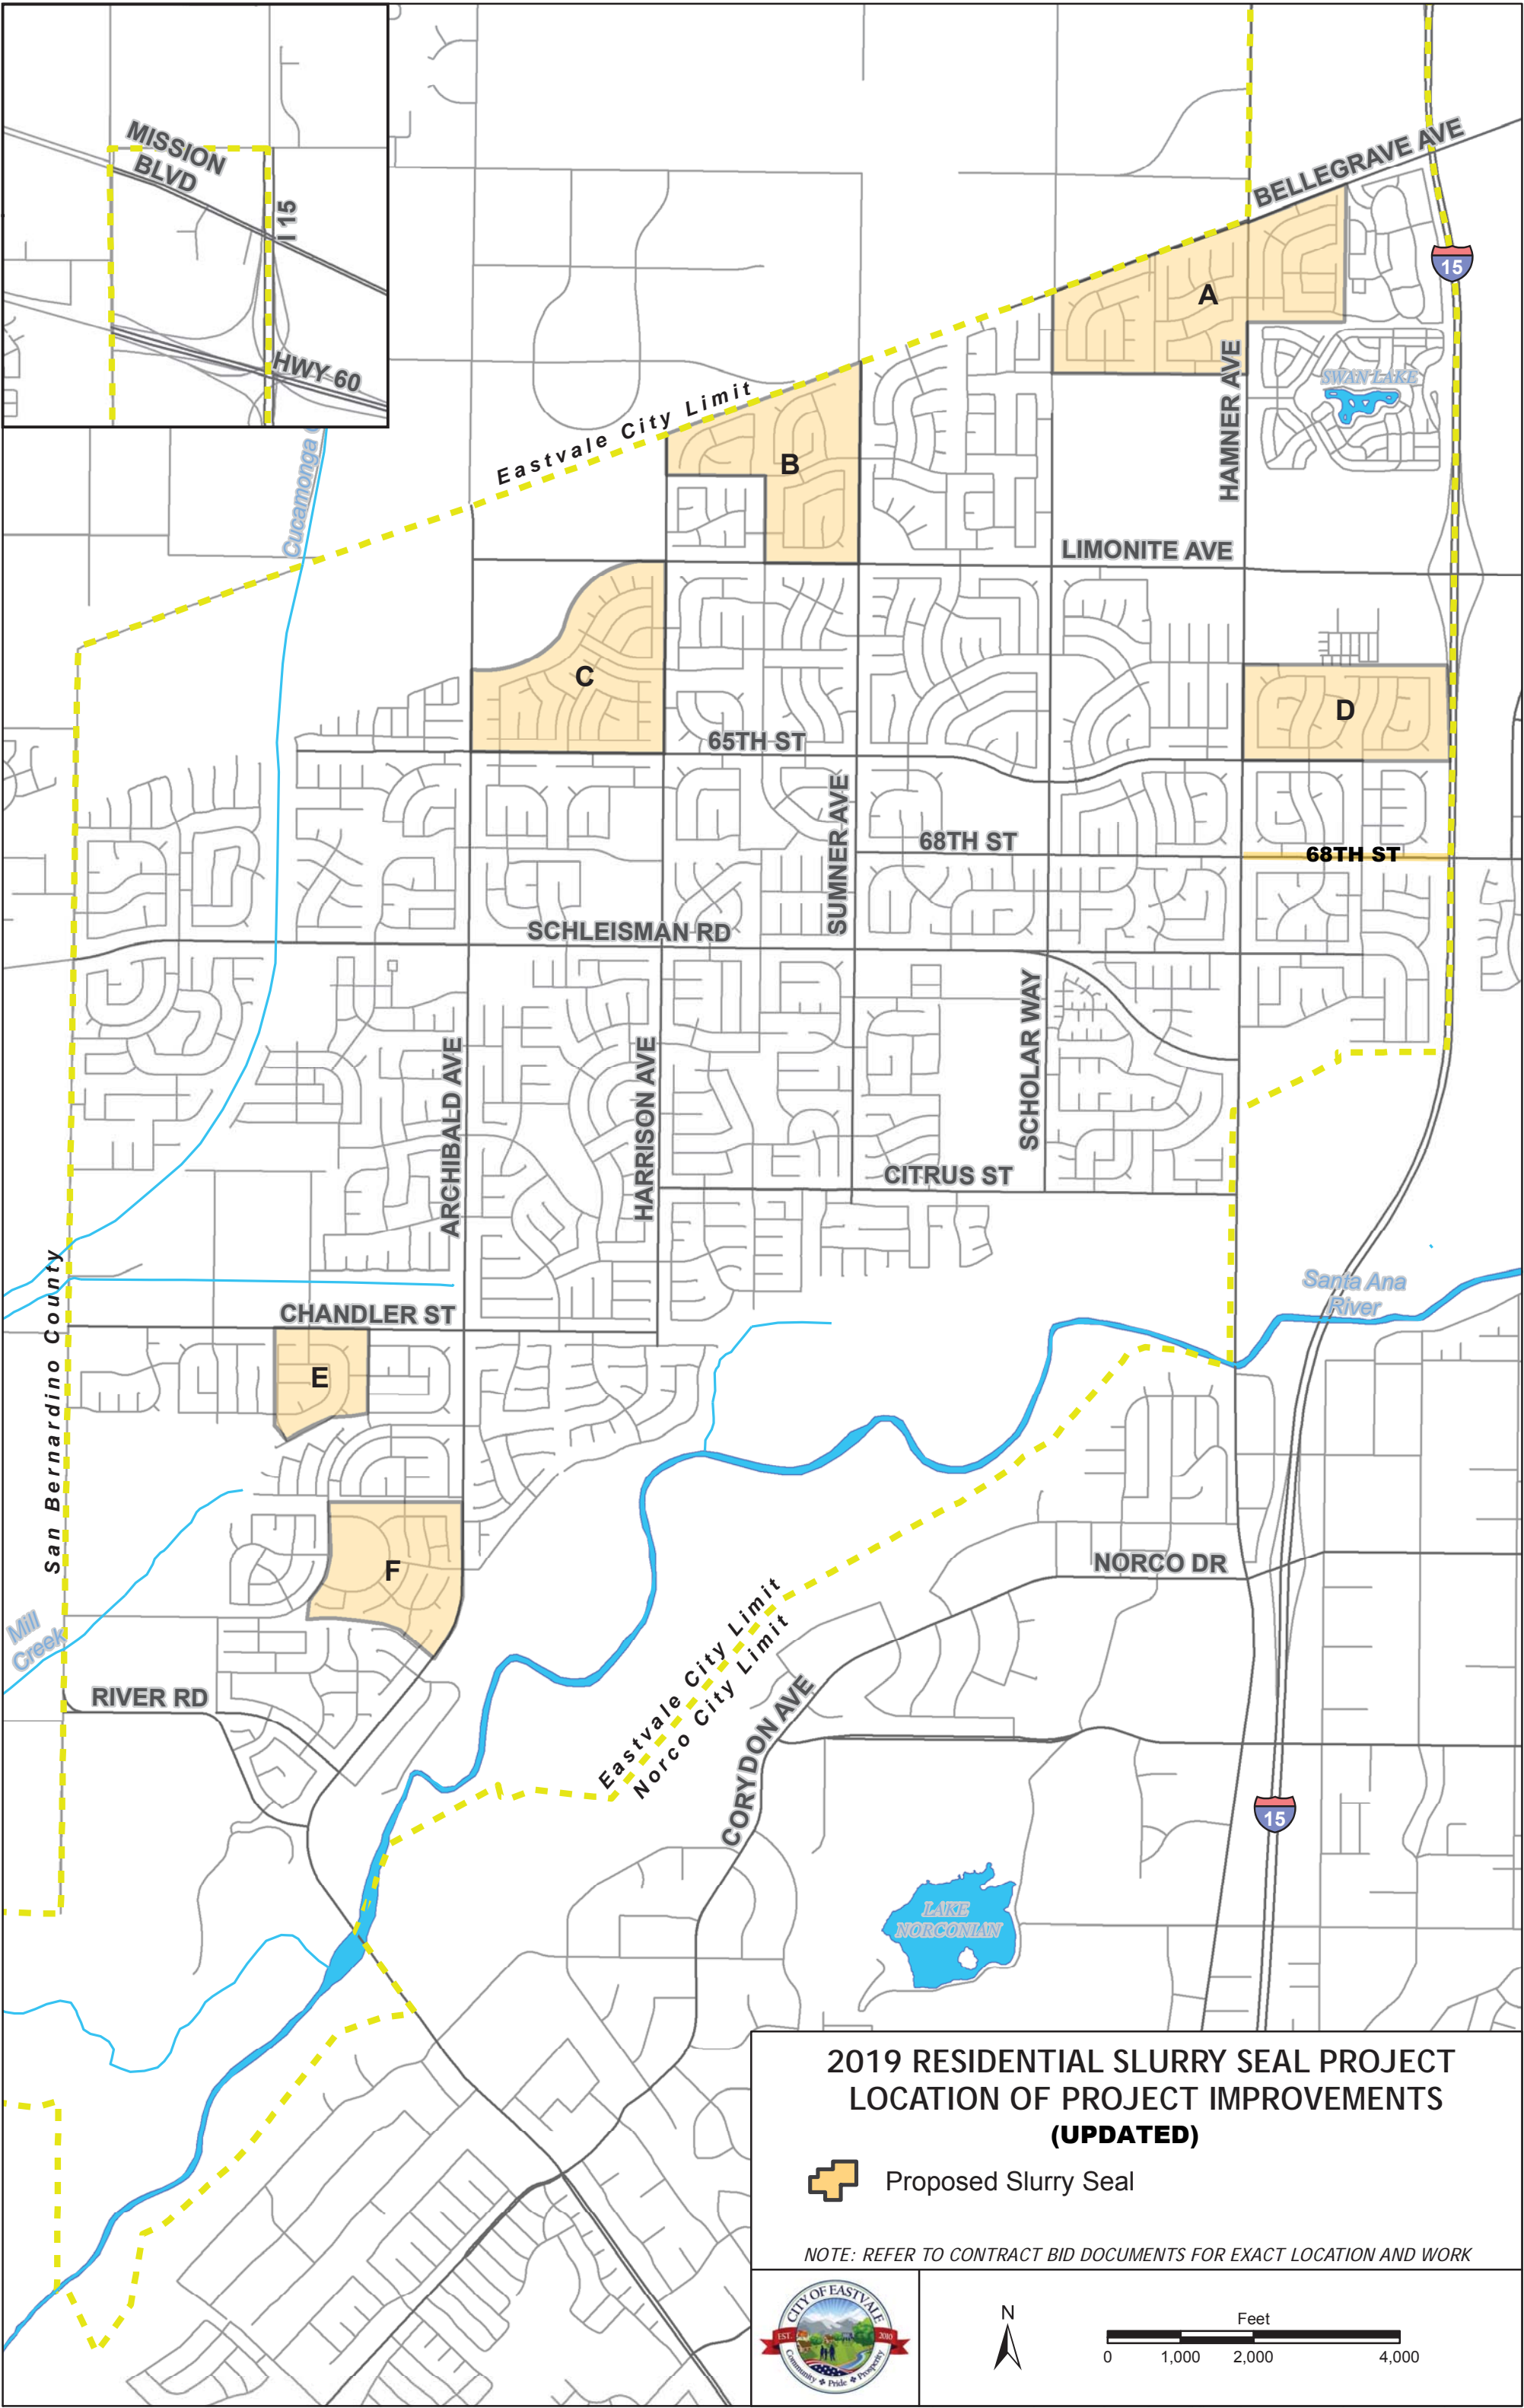 MISSION
BLVD
I 15
HWY 60
BELLEGRAVE AVE
15
A
HAMNER AVE
SWAN LAKE
Eastvale City Limit
B
Cucamonga
LIMONITE AVE
C
D
65TH ST
SUMNER AVE
68TH ST
68TH ST
SCHLEISMAN RD
SCHOLAR WAY
ARCHIBALD AVE
HARRISON AVE
CITRUS ST
San Bernardino County
Santa Ana
River
CHANDLER ST
E
F
NORCO DR
Mill
Creek
Eastvale City Limit
Norco City Limit
RIVER RD
CORYDON AVE
15
LAKE
NORCONIAN
2019 RESIDENTIAL SLURRY SEAL PROJECT
LOCATION OF PROJECT IMPROVEMENTS
(UPDATED)
Proposed Slurry Seal
NOTE: REFER TO CONTRACT BID DOCUMENTS FOR EXACT LOCATION AND WORK
CITY OF EASTVALE
EST. 2010
Community Pride Prosperity
N
Feet
0 1,000 2,000 4,000